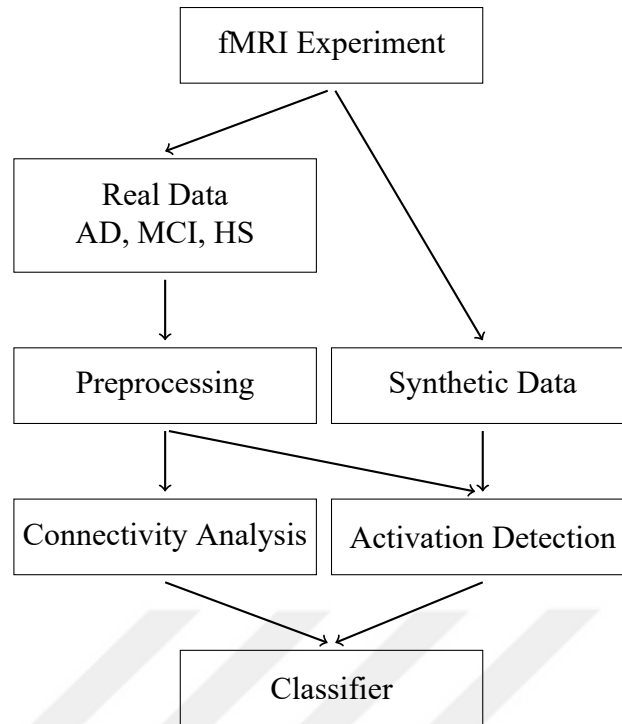 fMRI Experiment
Real Data
AD, MCI, HS
Preprocessing
Synthetic Data
Connectivity Analysis
Activation Detection
Classifier